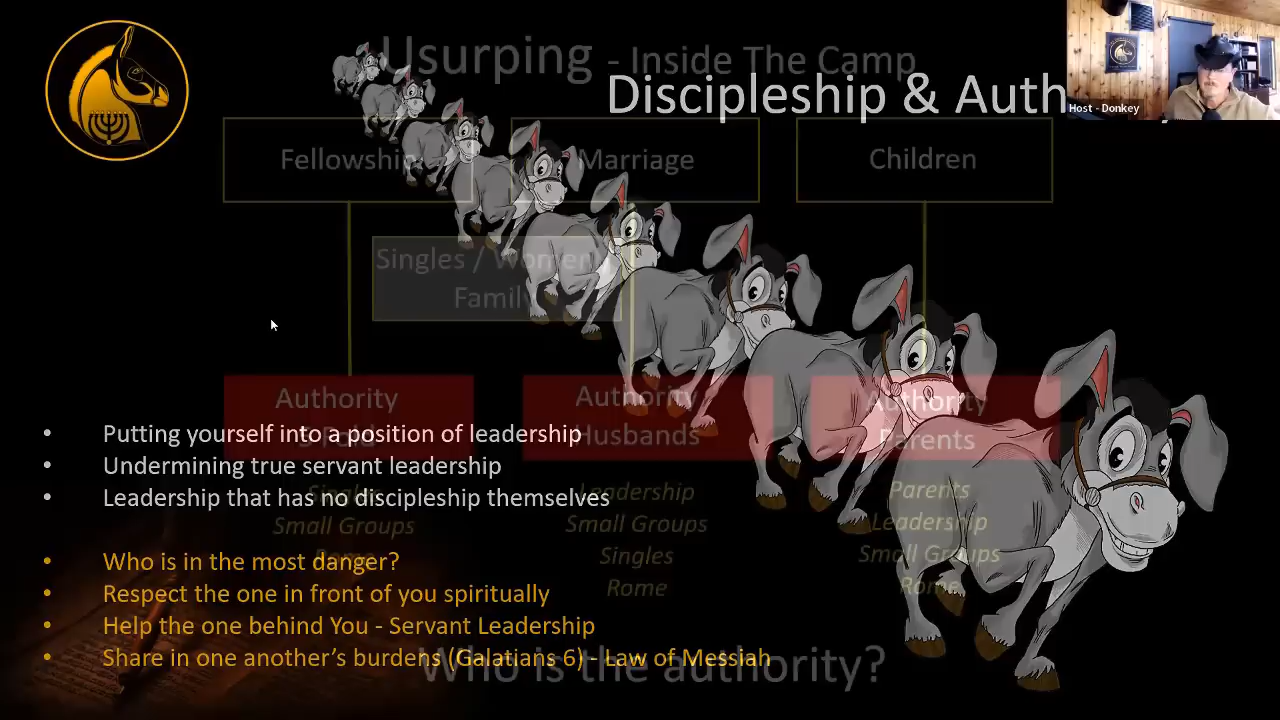 Usurping - Inside The Camp
Discipleship & Auth
Host - Donkey
Fellowship
Marriage
Children
Singles / Women
Family
Authority
Authority
Husbands
Authority
Parents
Putting yourself into a position of leadership
Undermining true servant leadership
Leadership that has no discipleship themselves
Small Groups
Leadership
Small Groups
Singles
Rome
Parents
Leadership
Small Groups
Rome
Who is in the most danger?
Respect the one in front of you spiritually
Help the one behind You - Servant Leadership
Share in one another’s burdens (Galatians 6) - Law of Messiah
Who is the authority?